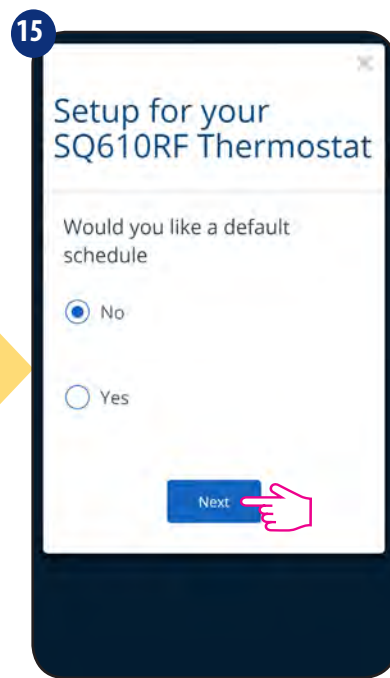 15
Setup for your
SQ610RF Thermostat
Would you like a default
schedule
No
Yes
Next